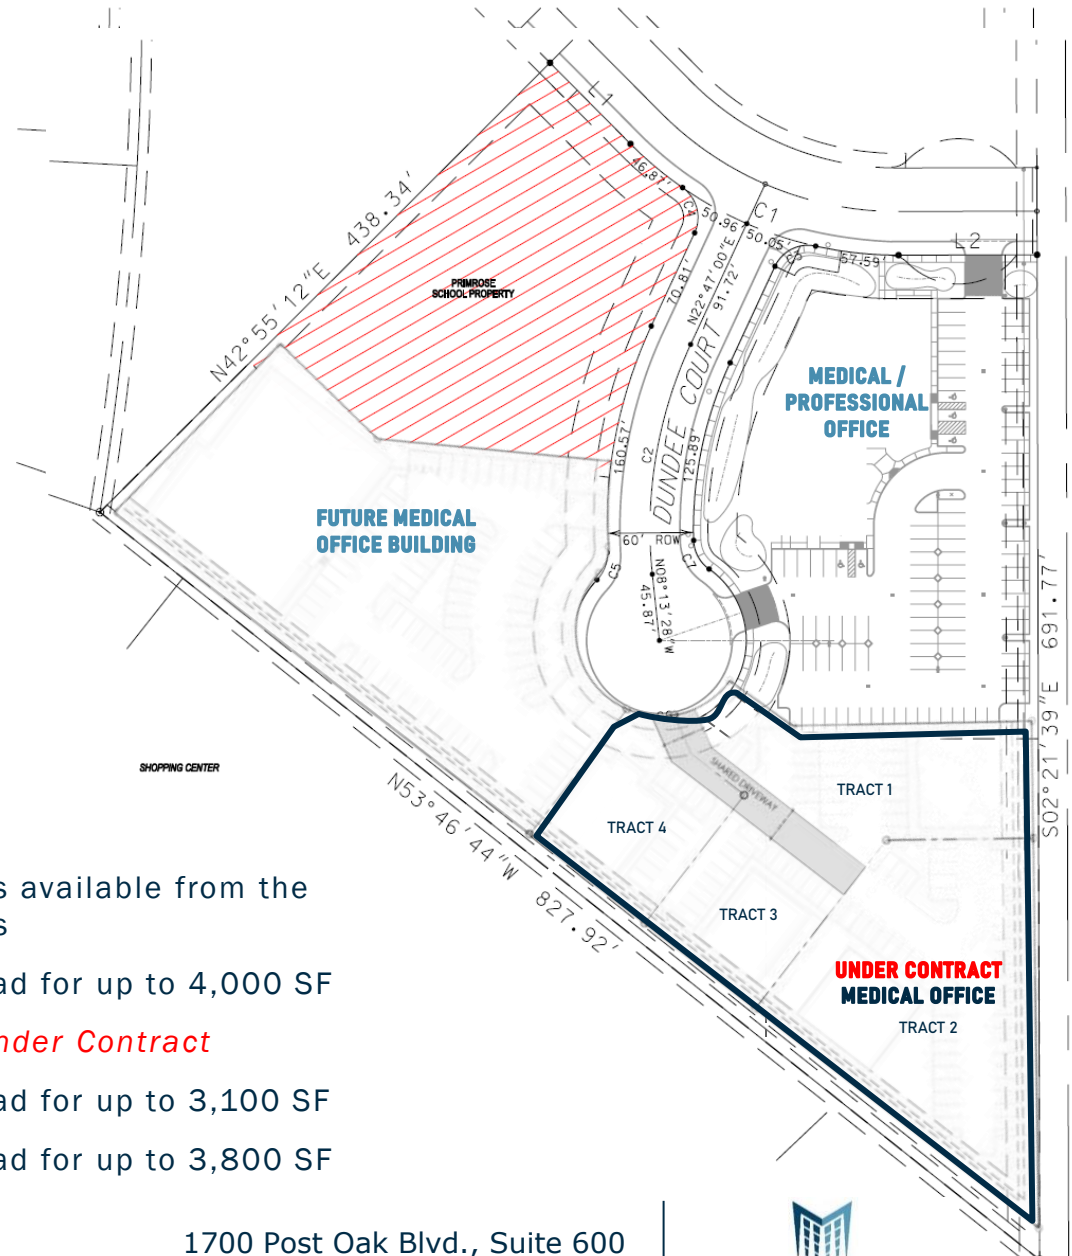 L1
46.87'
C4
50.96'
C1
50.05'
C3
57.59'
L2
N42°55'12"E 438.34'
PRIMROSE
SCHOOL PROPERTY
70.81'
N22°47'00"E
91.72'
DUNDEE COURT
C2
160.57'
125.89'
MEDICAL /
PROFESSIONAL
OFFICE
FUTURE MEDICAL
OFFICE BUILDING
60' ROW
C5
C7
N08°13'28"W
45.87'
S02°21'39"E 691.77'
SHOPPING CENTER
N53°46'44"W 827.92'
SHARED DRIVEWAY
TRACT 1
TRACT 4
TRACT 3
UNDER CONTRACT
MEDICAL OFFICE
TRACT 2
s available from the
s
ad for up to 4,000 SF
nder Contract
ad for up to 3,100 SF
ad for up to 3,800 SF
1700 Post Oak Blvd., Suite 600